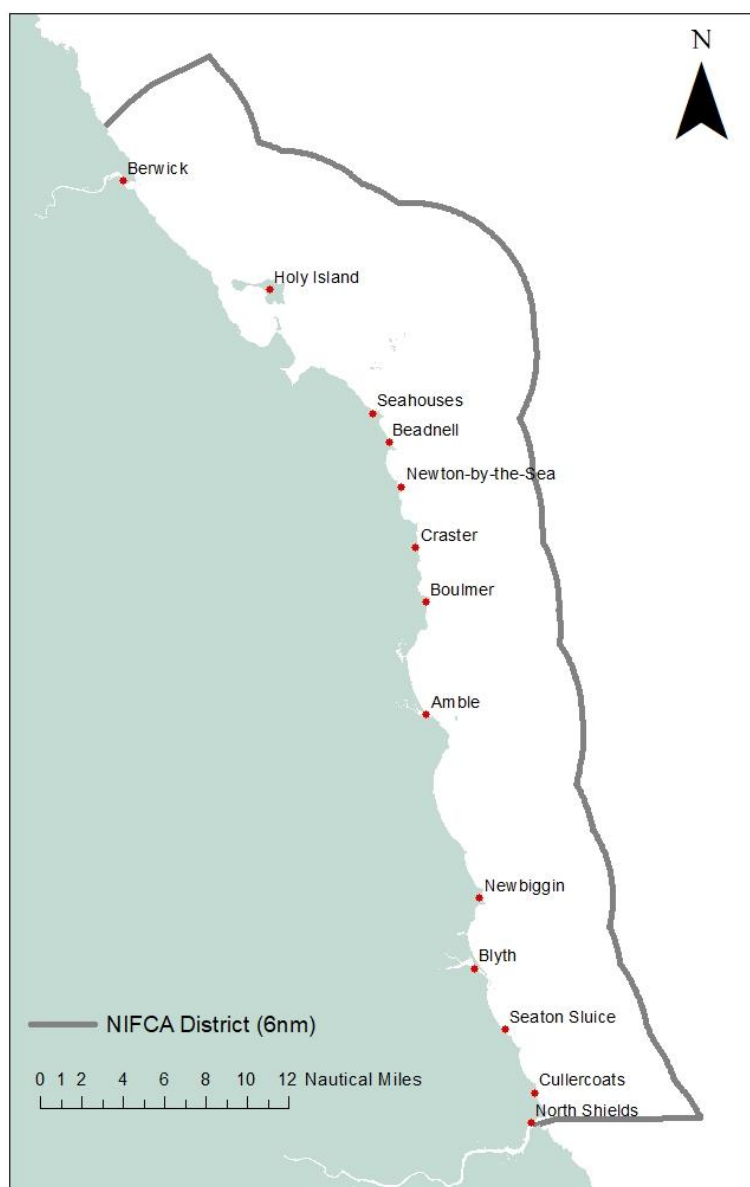 N
Berwick
Holy Island
Seahouses
Beadnell
Newton-by-the-Sea
Craster
Boulmer
Amble
Newbiggin
Blyth
Seaton Sluice
NIFCA District (6nm)
0 1 2 4 6 8 10 12 Nautical Miles
Cullercoats
North Shields